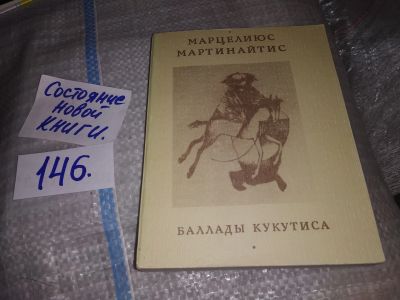 МАРЦЕЛИЮС
МАРТИНАЙТИС
БАЛЛАДЫ КУКУТИСА
Состояние
новой
книги.
146.